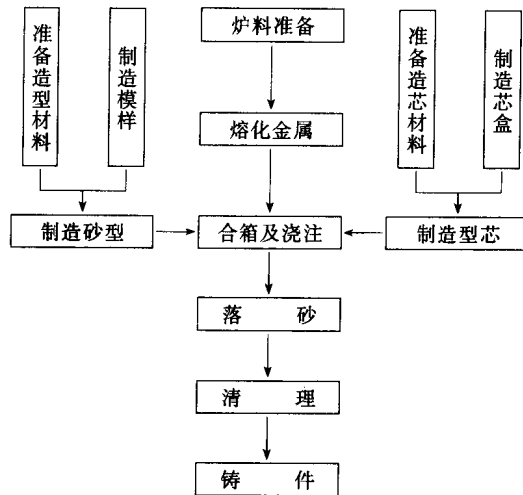 准备造型材料
制造模样
炉料准备
准备造芯材料
制造芯盒
熔化金属
制造砂型
合箱及浇注
制造型芯
落砂
清理
铸件